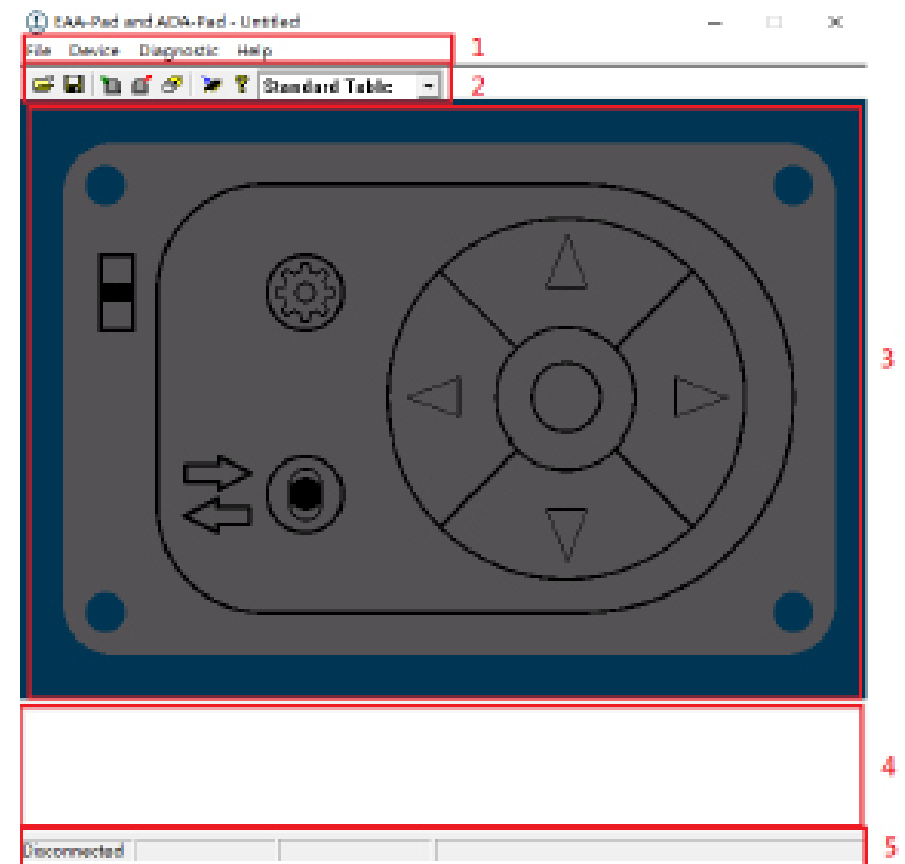 EAA-Pad and ADA-Pad - Untitled
File Device Diagnostic Help
1
Standard Table
2
3
4
Disconnected
5